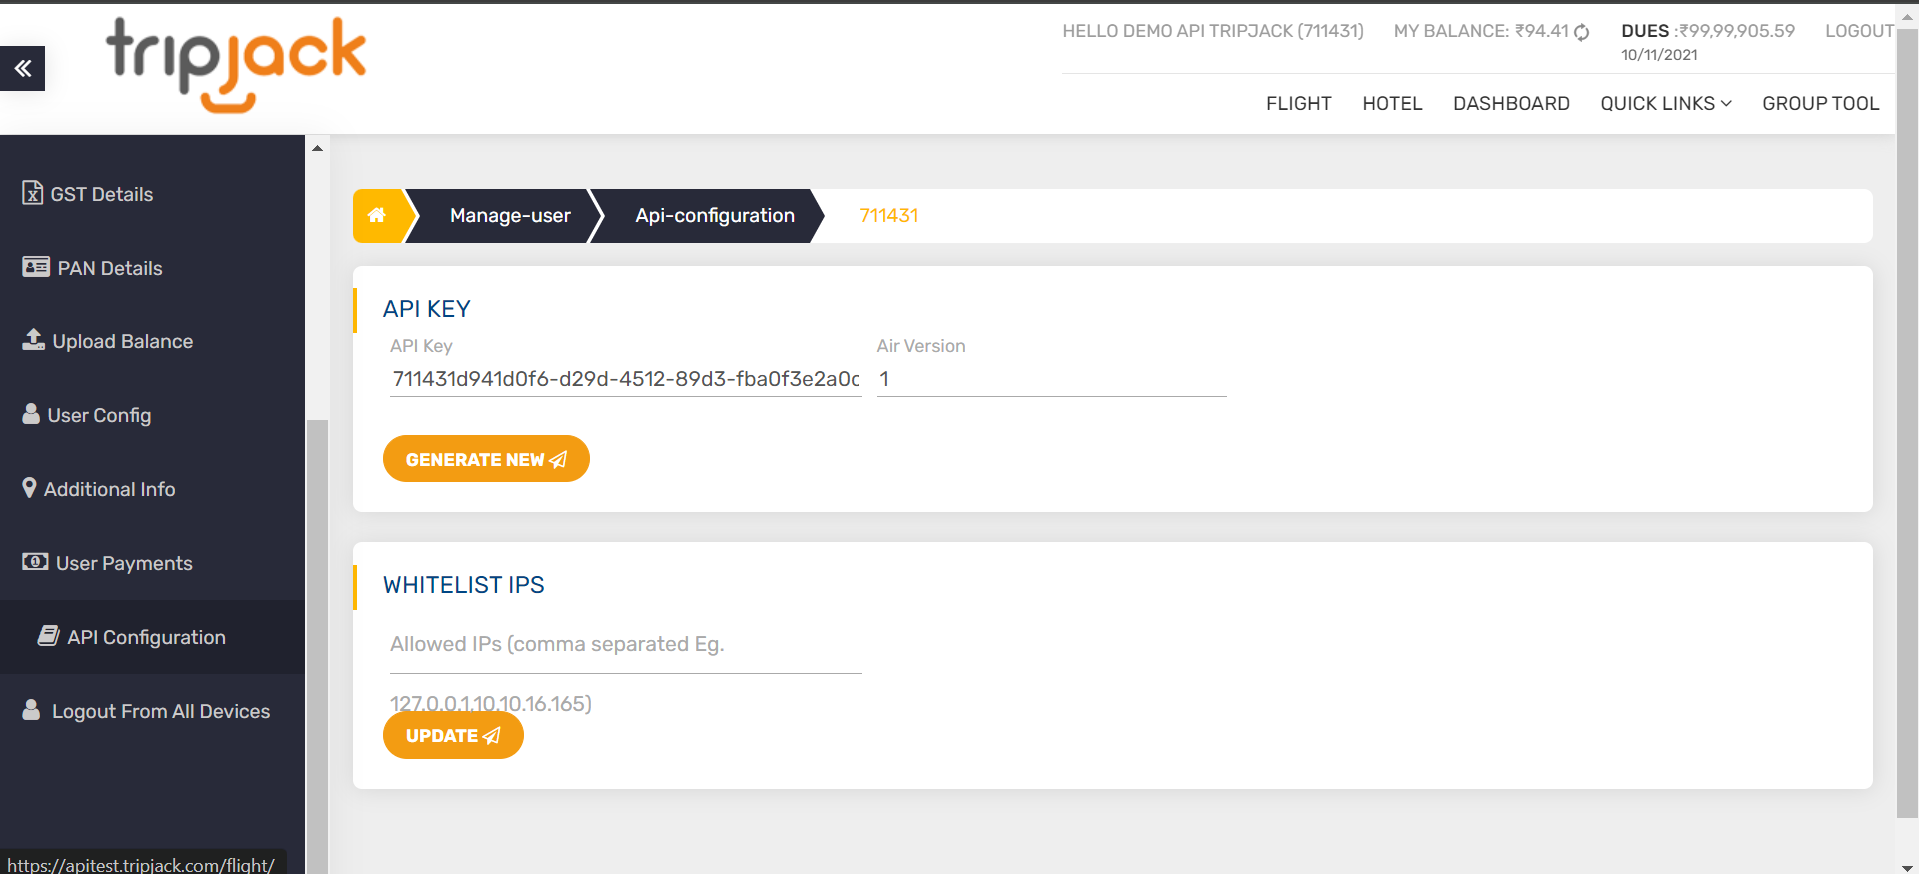 tripjack
HELLO DEMO API TRIPJACK (711431) MY BALANCE: ₹94.41 DUES :₹99,99,905.59 LOGOUT
10/11/2021
FLIGHT HOTEL DASHBOARD QUICK LINKS GROUP TOOL
GST Details
PAN Details
Upload Balance
User Config
Additional Info
User Payments
API Configuration
Logout From All Devices
https://apitest.tripjack.com/flight/
Manage-user Api-configuration 711431
API KEY
API Key Air Version
711431d941d0f6-d29d-4512-89d3-fba0f3e2a0c 1
GENERATE NEW
WHITELIST IPS
Allowed IPs (comma separated Eg.
127.0.0.1,10.10.16.165)
UPDATE